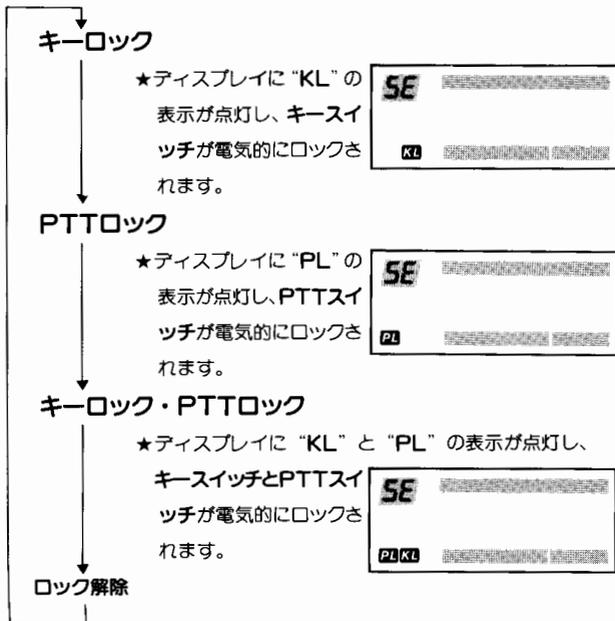 キーロック
★ディスプレイに“KL”の
表示が点灯し、キースイ
ッチが電気的にロックさ
れます。
SE
KL
PTTロック
★ディスプレイに“PL”の
表示が点灯し、PTTスイ
ッチが電気的にロックさ
れます。
SE
PL
キーロック・PTTロック
★ディスプレイに “KL” と “PL” の表示が点灯し、
キースイッチとPTTスイ
ッチが電気的にロックさ
れます。
SE
PL KL
ロック解除